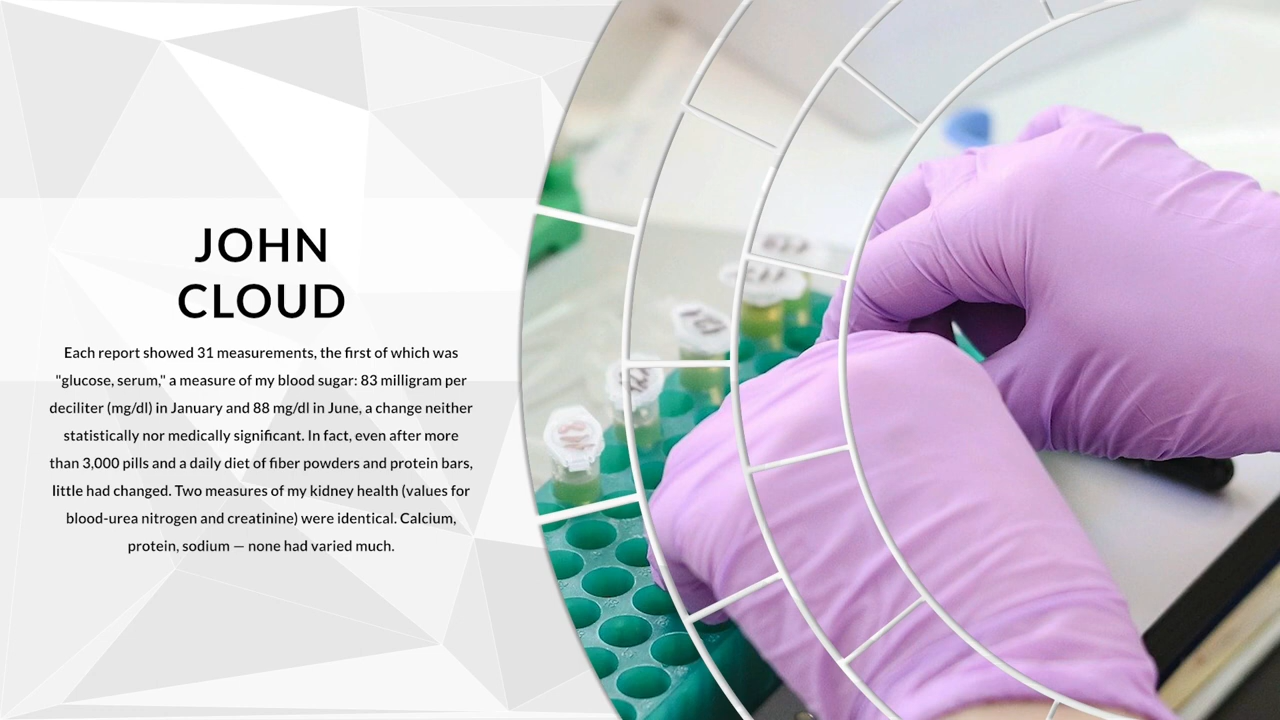 JOHN
CLOUD
Each report showed 31 measurements, the first of which was
"glucose, serum," a measure of my blood sugar: 83 milligram per
deciliter (mg/dl) in January and 88 mg/dl in June, a change neither
statistically nor medically significant. In fact, even after more
than 3,000 pills and a daily diet of fiber powders and protein bars,
little had changed. Two measures of my kidney health (values for
blood-urea nitrogen and creatinine) were identical. Calcium,
protein, sodium — none had varied much.